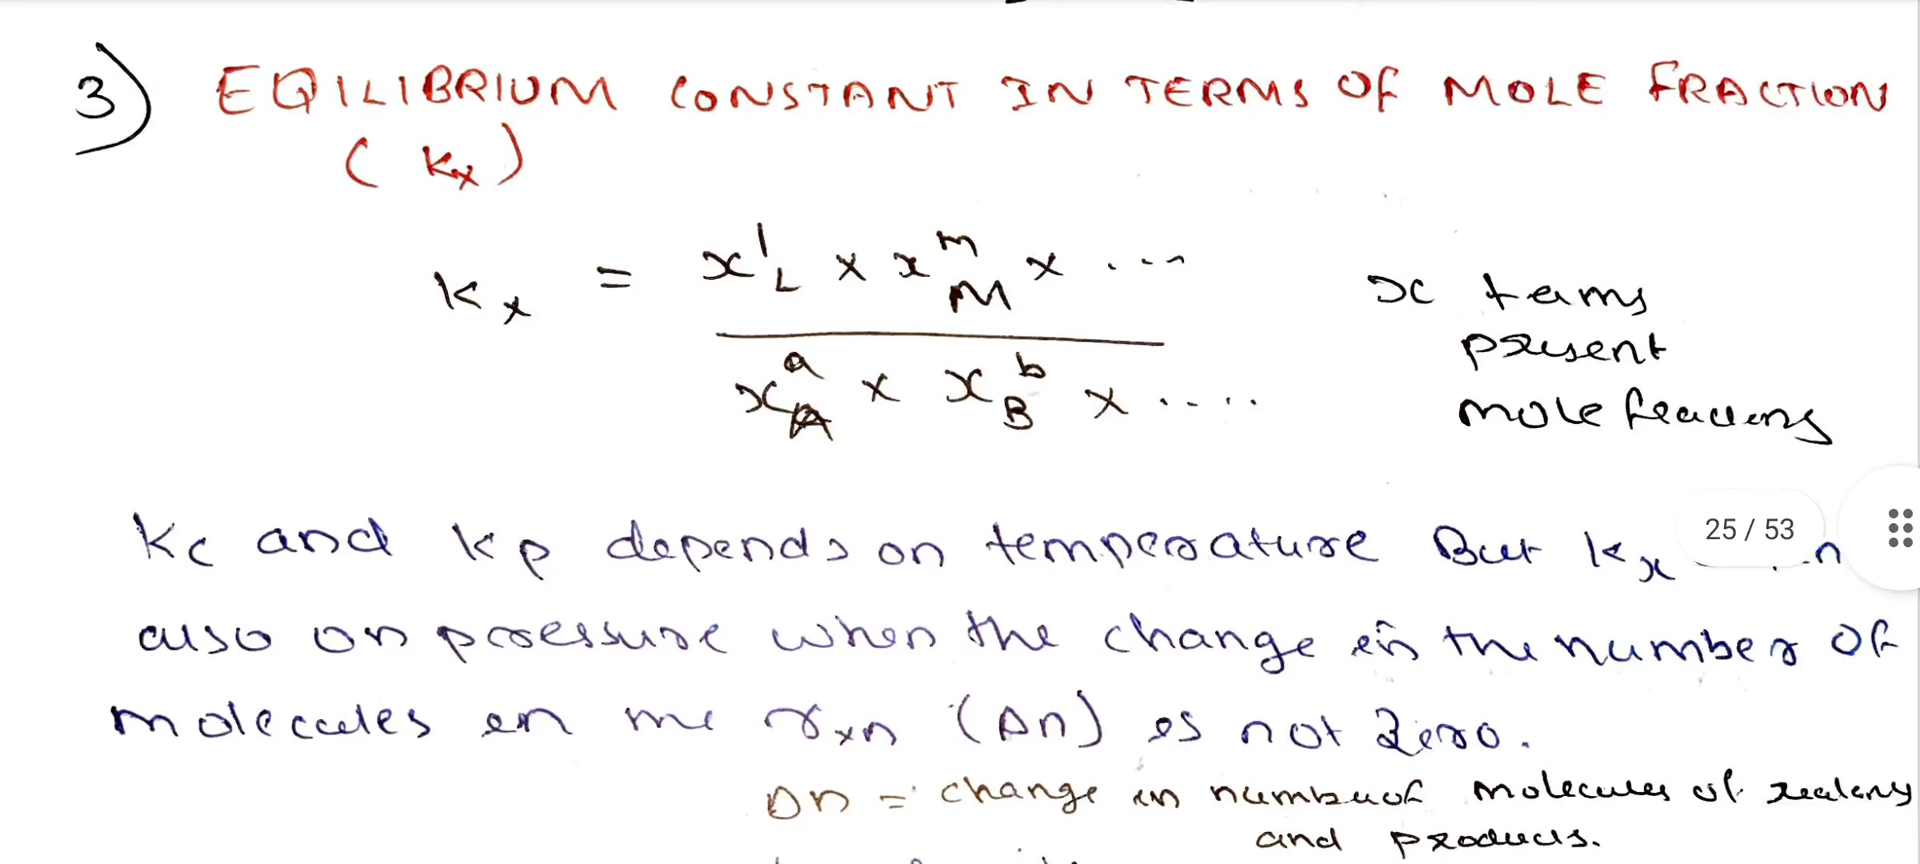 3) EQILIBRIUM CONSTANT IN TERMS OF MOLE FRACTION
(Kx)
Kx = x^l_L × x^m_M × ....
x^a_A × x^b_B × ....
x terms
present
mole fractions
Kc and Kp depends on temperature But Kx
25 / 53
also on pressure when the change in the number of
molecules in the rxn (Δn) is not zero.
Δn = change in number of molecules of
and products.